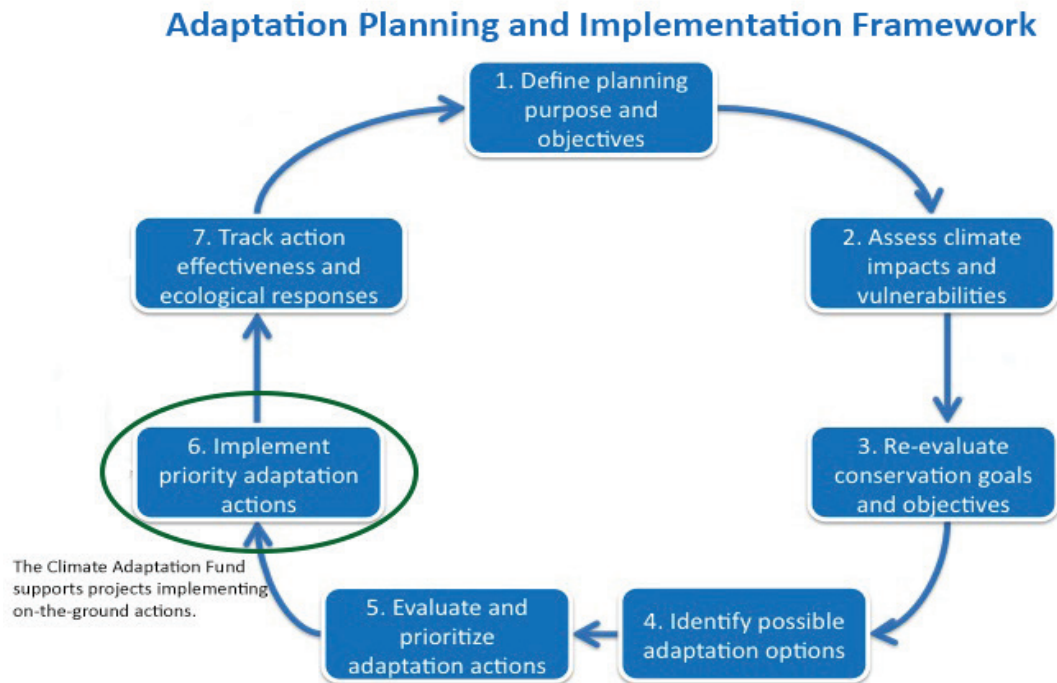 Adaptation Planning and Implementation Framework
1. Define planning
purpose and
objectives
2. Assess climate
impacts and
vulnerabilities
3. Re-evaluate
conservation goals
and objectives
4. Identify possible
adaptation options
5. Evaluate and
prioritize
adaptation actions
6. Implement
priority adaptation
actions
The Climate Adaptation Fund
supports projects implementing
on-the-ground actions.
7. Track action
effectiveness and
ecological responses